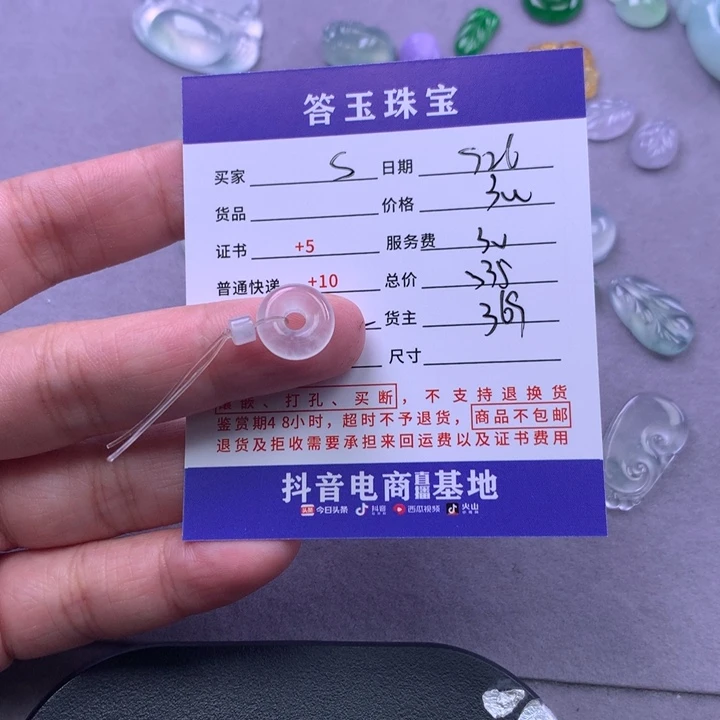 答玉珠宝
买家 S 日期 526
货品 价格
证书 +5 服务费
普通快递 +10 总价 335
货主 369
尺寸
镶嵌、打孔、买断，不支持退换货
鉴赏期48小时，超时不予退货，商品不包邮
退货及拒收需要承担来回运费以及证书费用
抖音电商直播基地
头条 今日头条 抖音 西瓜视频 火山